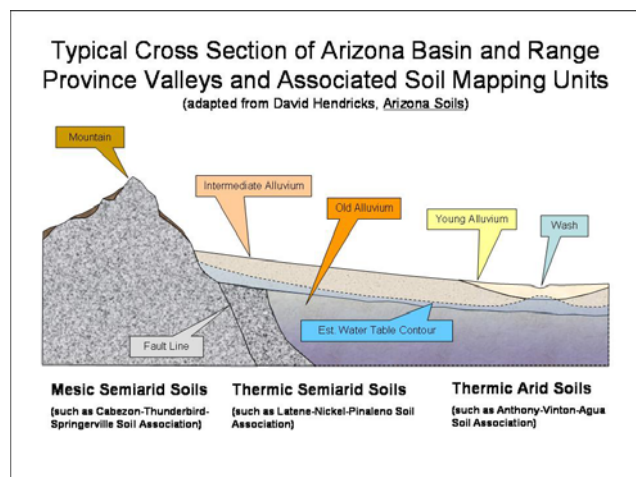 Typical Cross Section of Arizona Basin and Range
Province Valleys and Associated Soil Mapping Units
(adapted from David Hendricks, Arizona Soils)
Mountain
Intermediate Alluvium
Old Alluvium
Young Alluvium
Wash
Est. Water Table Contour
Fault Line
Mesic Semiarid Soils
(such as Cabezon-Thunderbird-
Springerville Soil Association)
Thermic Semiarid Soils
(such as Latene-Nickel-Pinaleno Soil
Association)
Thermic Arid Soils
(such as Anthony-Vinton-Agua
Soil Association)